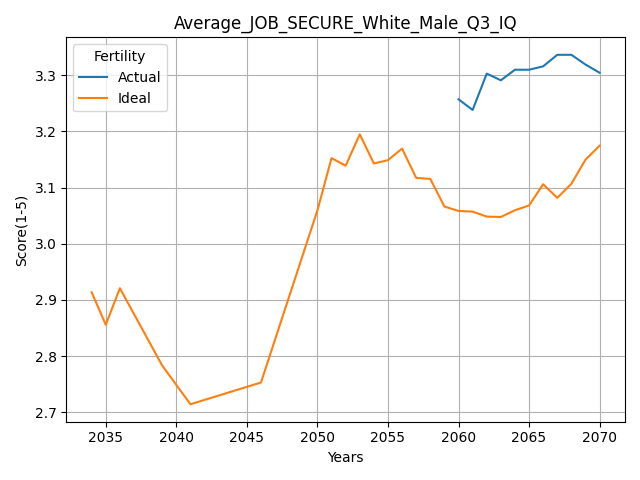 Average_JOB_SECURE_White_Male_Q3_IQ
Fertility
Actual
Ideal
Score(1-5)
3.3
3.2
3.1
3.0
2.9
2.8
2.7
2035 2040 2045 2050 2055 2060 2065 2070
Years